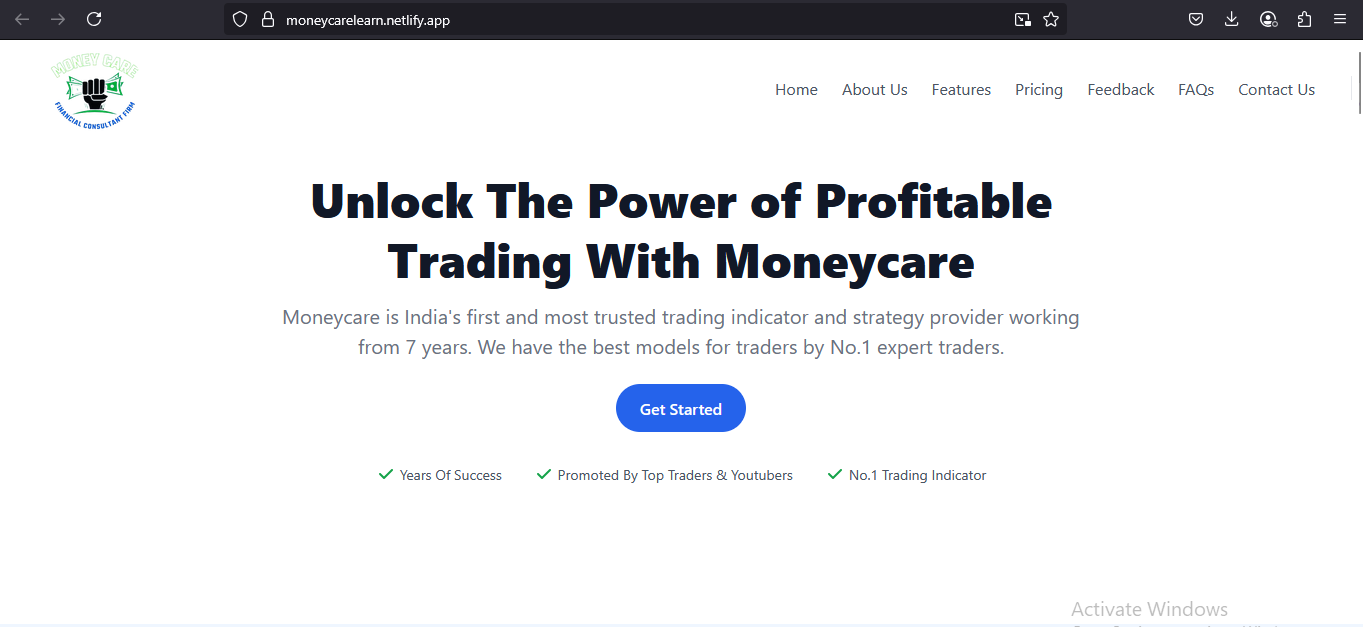 moneycarelearn.netlify.app
MONEY CARE
FINANCIAL CONSULTANT FIRM
Home About Us Features Pricing Feedback FAQs Contact Us
Unlock The Power of Profitable
Trading With Moneycare
Moneycare is India's first and most trusted trading indicator and strategy provider working
from 7 years. We have the best models for traders by No.1 expert traders.
Get Started
Years Of Success Promoted By Top Traders & Youtubers No.1 Trading Indicator
Activate Windows